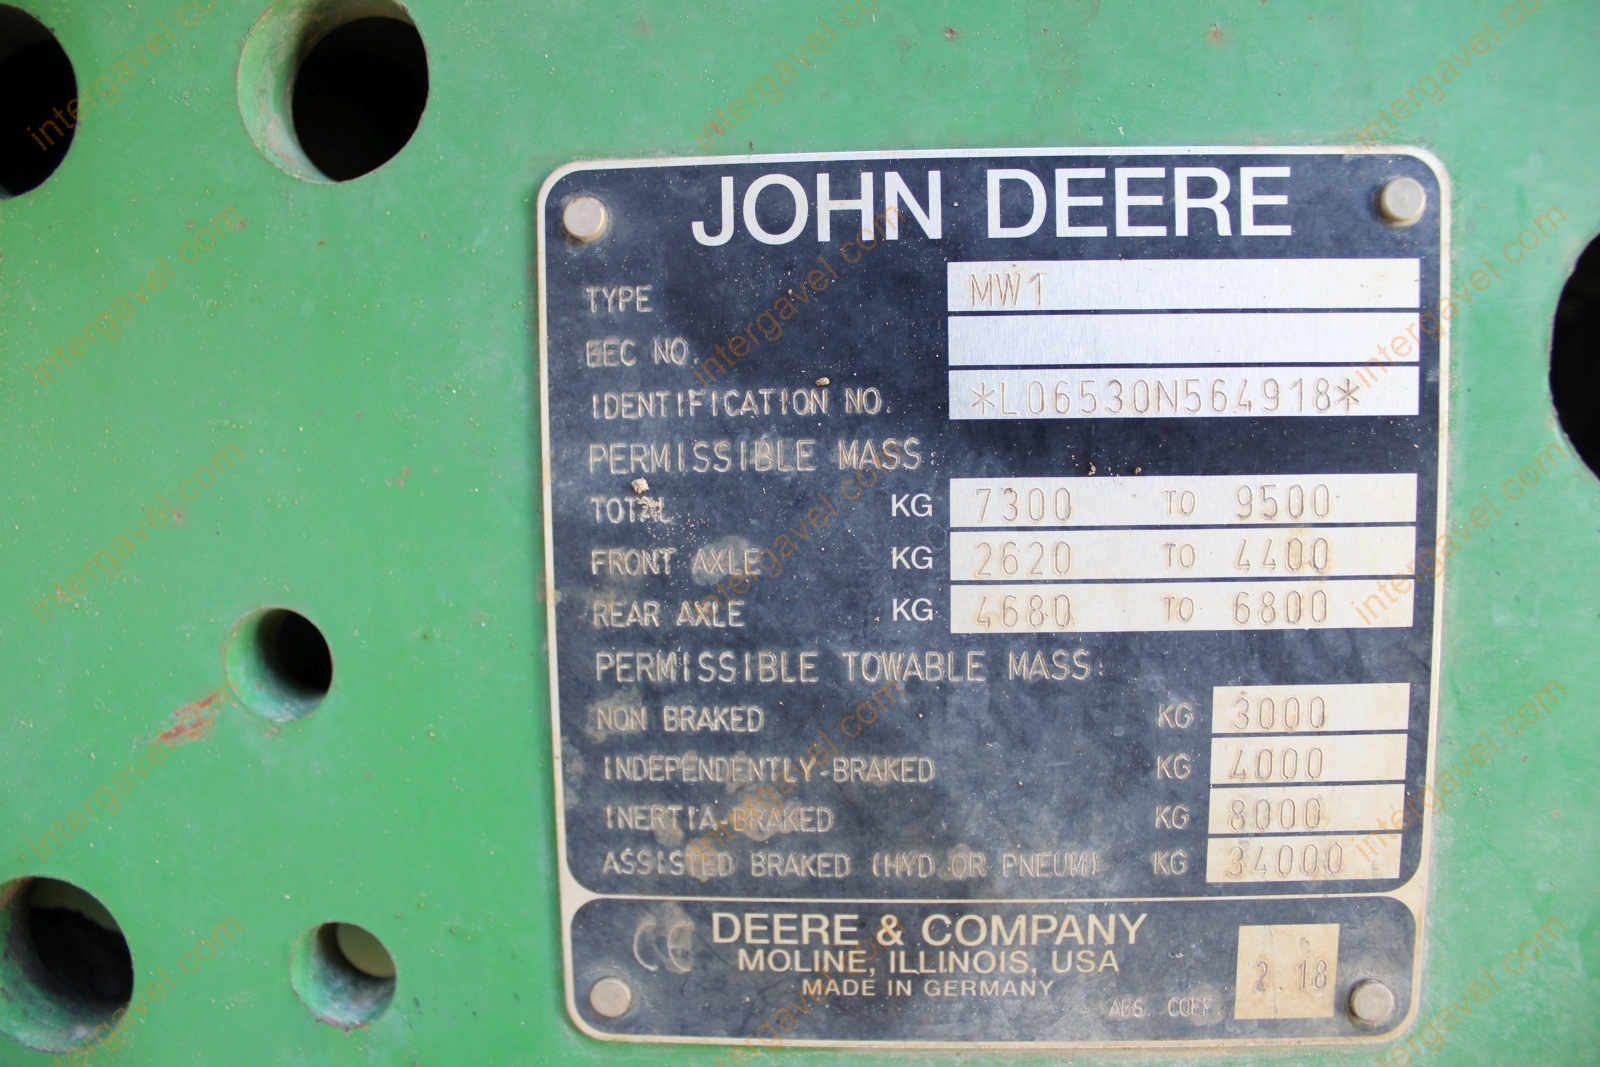 JOHN DEERE
TYPE MW1
EEC NO.
IDENTIFICATION NO. *L06530N564918*
PERMISSIBLE MASS:
TOTAL KG 7300 TO 9500
FRONT AXLE KG 2620 TO 4400
REAR AXLE KG 4680 TO 6800
PERMISSIBLE TOWABLE MASS:
NON BRAKED KG 3000
INDEPENDENTLY-BRAKED KG 4000
INERTIA-BRAKED KG 8000
ASSISTED BRAKED (HYD OR PNEUM) KG 34000
CE DEERE & COMPANY
MOLINE, ILLINOIS, USA
MADE IN GERMANY
ABS. COEF. 2.18
intergavel.com